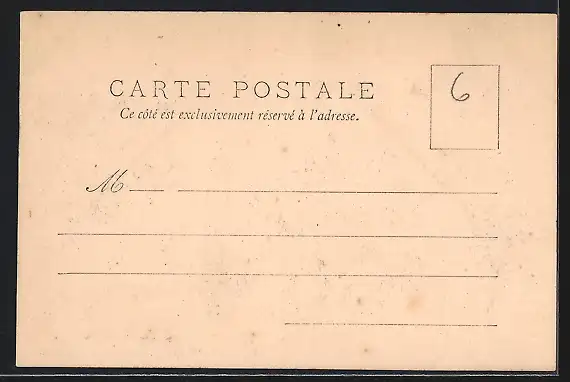 CARTE POSTALE
6
Ce côté est exclusivement réservé à l'adresse.
M